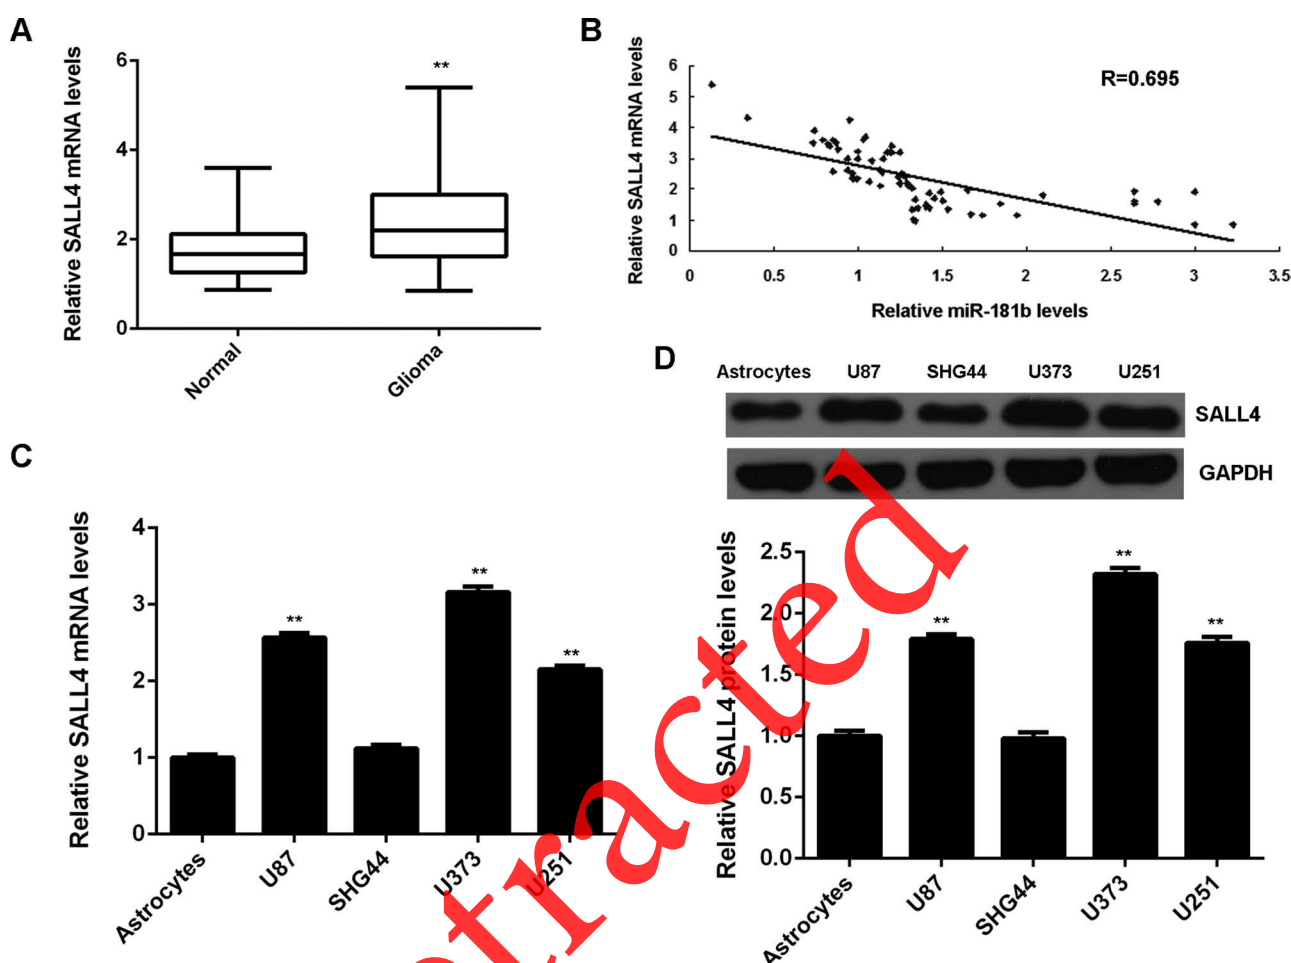 A
Relative SALL4 mRNA levels
6
4
2
0
**
Normal
Glioma
B
Relative SALL4 mRNA levels
6
5
4
3
2
1
0
R=0.695
0 0.5 1 1.5 2 2.5 3 3.5
Relative miR-181b levels
C
Relative SALL4 mRNA levels
4
3
2
1
0
**
**
**
Astrocytes
U87
SHG44
U373
U251
D
Astrocytes U87 SHG44 U373 U251
SALL4
GAPDH
Relative SALL4 protein levels
2.5
2.0
1.5
1.0
0.5
0.0
**
**
**
Astrocytes
U87
SHG44
U373
U251
etracted